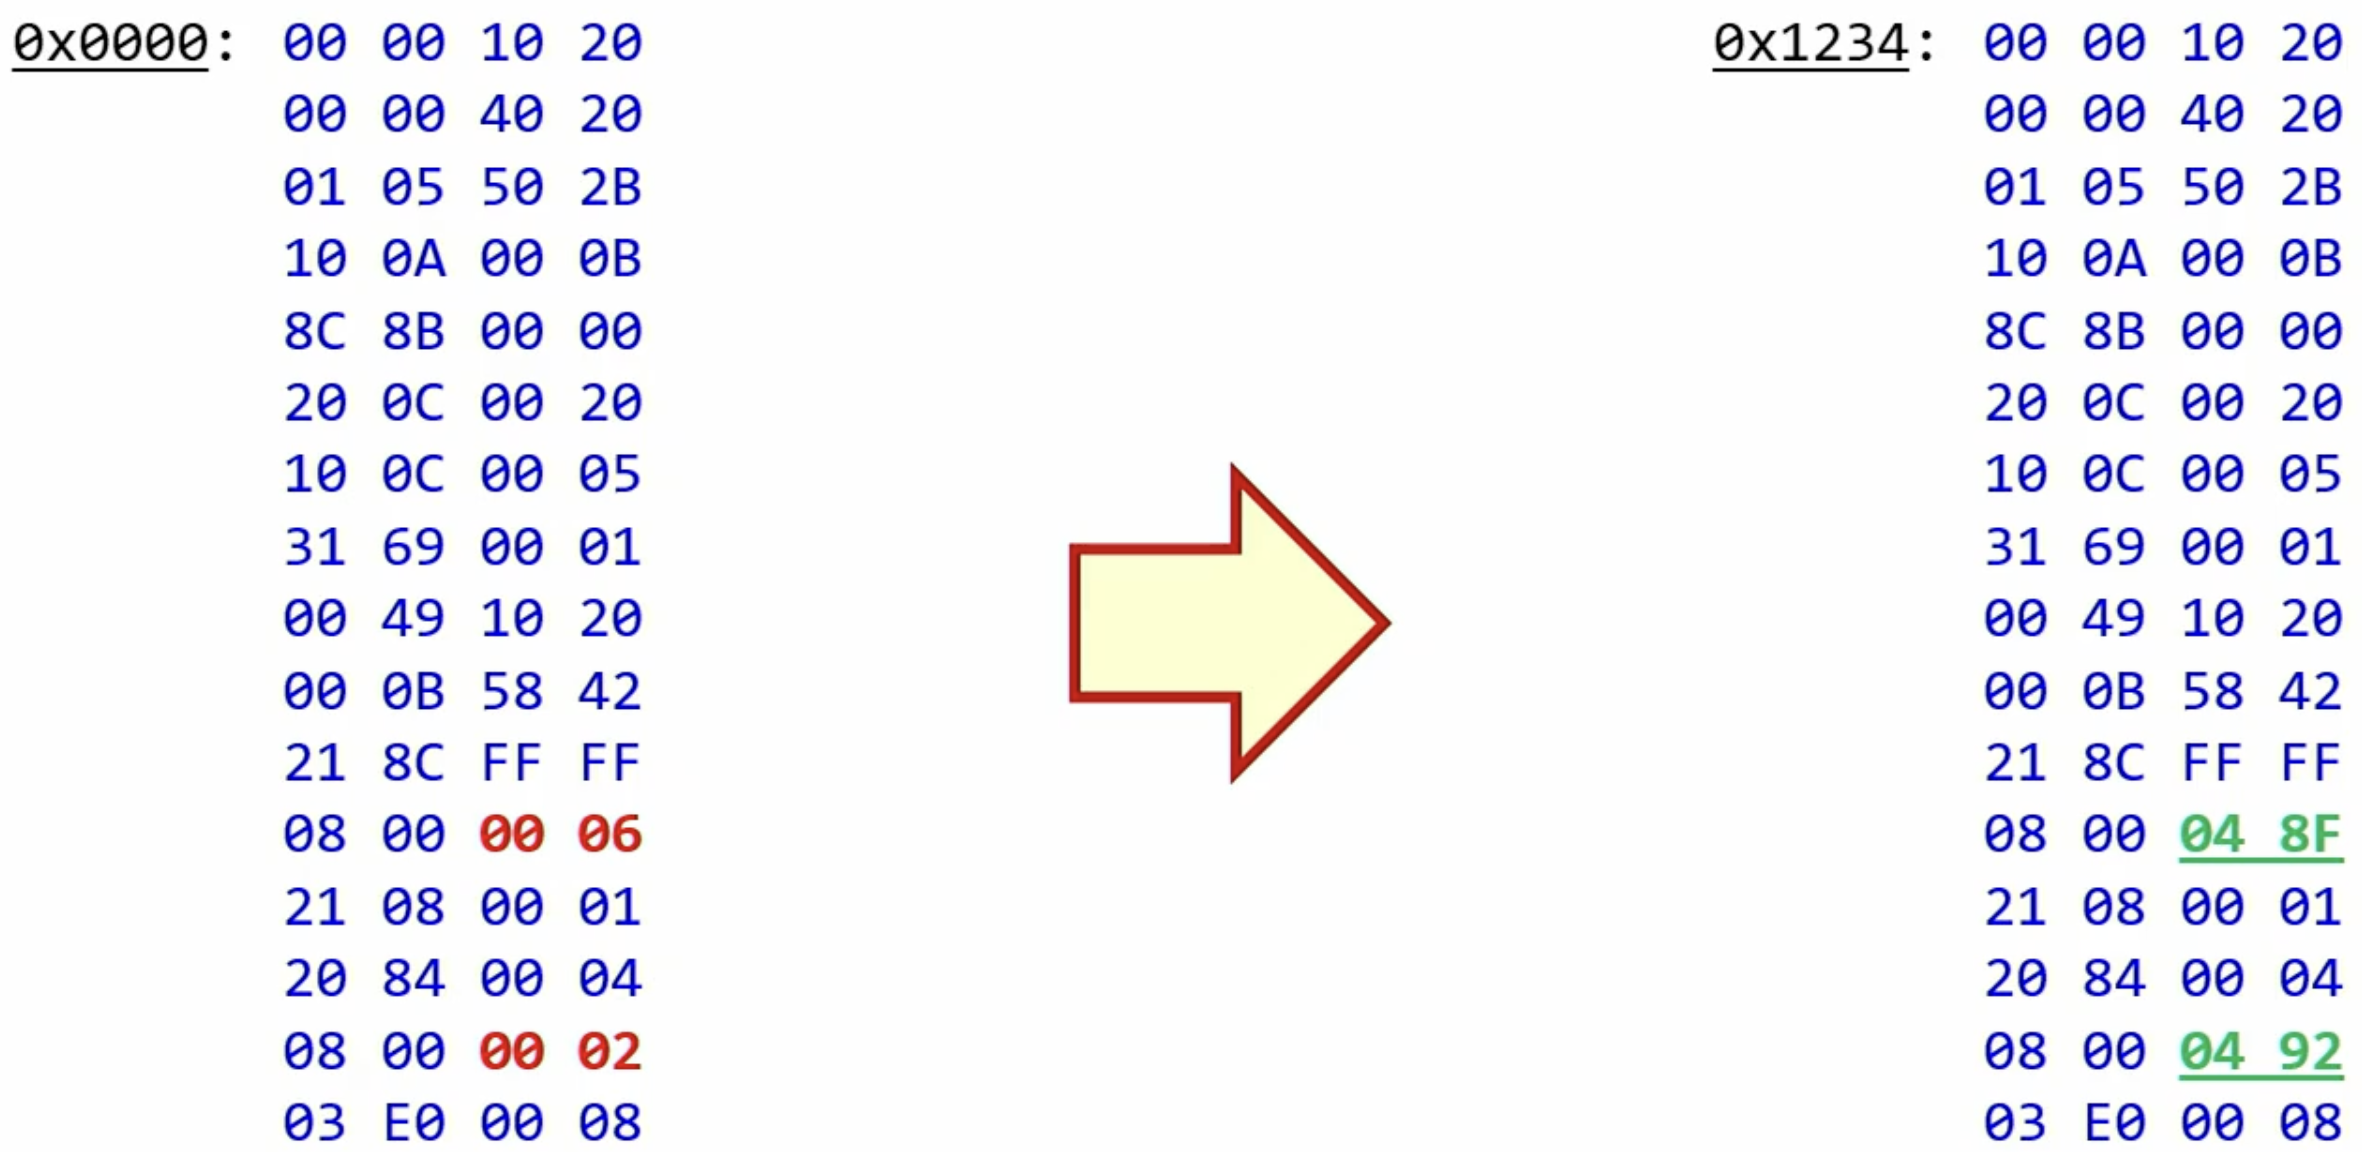 0x0000: 00 00 10 20
00 00 40 20
01 05 50 2B
10 0A 00 0B
8C 8B 00 00
20 0C 00 20
10 0C 00 05
31 69 00 01
00 49 10 20
00 0B 58 42
21 8C FF FF
08 00 00 06
21 08 00 01
20 84 00 04
08 00 00 02
03 E0 00 08
0x1234: 00 00 10 20
00 00 40 20
01 05 50 2B
10 0A 00 0B
8C 8B 00 00
20 0C 00 20
10 0C 00 05
31 69 00 01
00 49 10 20
00 0B 58 42
21 8C FF FF
08 00 04 8F
21 08 00 01
20 84 00 04
08 00 04 92
03 E0 00 08